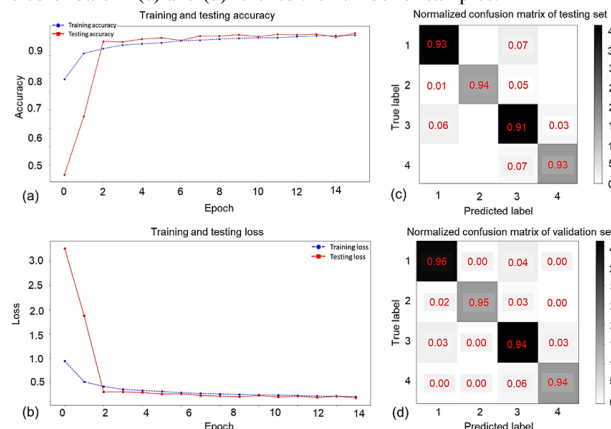 Training and testing accuracy
Training accuracy
Testing accuracy
Accuracy
0.9
0.8
0.7
0.6
0.5
0 2 4 6 8 10 12 14
Epoch
(a)
Normalized confusion matrix of testing set
True label
1 0.93 0.07
2 0.01 0.94 0.05
3 0.06 0.91 0.03
4 0.07 0.93
1 2 3 4
Predicted label
(c)
Training and testing loss
Training loss
Testing loss
Loss
3.0
2.5
2.0
1.5
1.0
0.5
0 2 4 6 8 10 12 14
Epoch
(b)
Normalized confusion matrix of validation se
True label
1 0.96 0.00 0.04 0.00
2 0.02 0.95 0.03 0.00
3 0.03 0.00 0.94 0.03
4 0.00 0.00 0.06 0.94
1 2 3 4
Predicted label
(d)